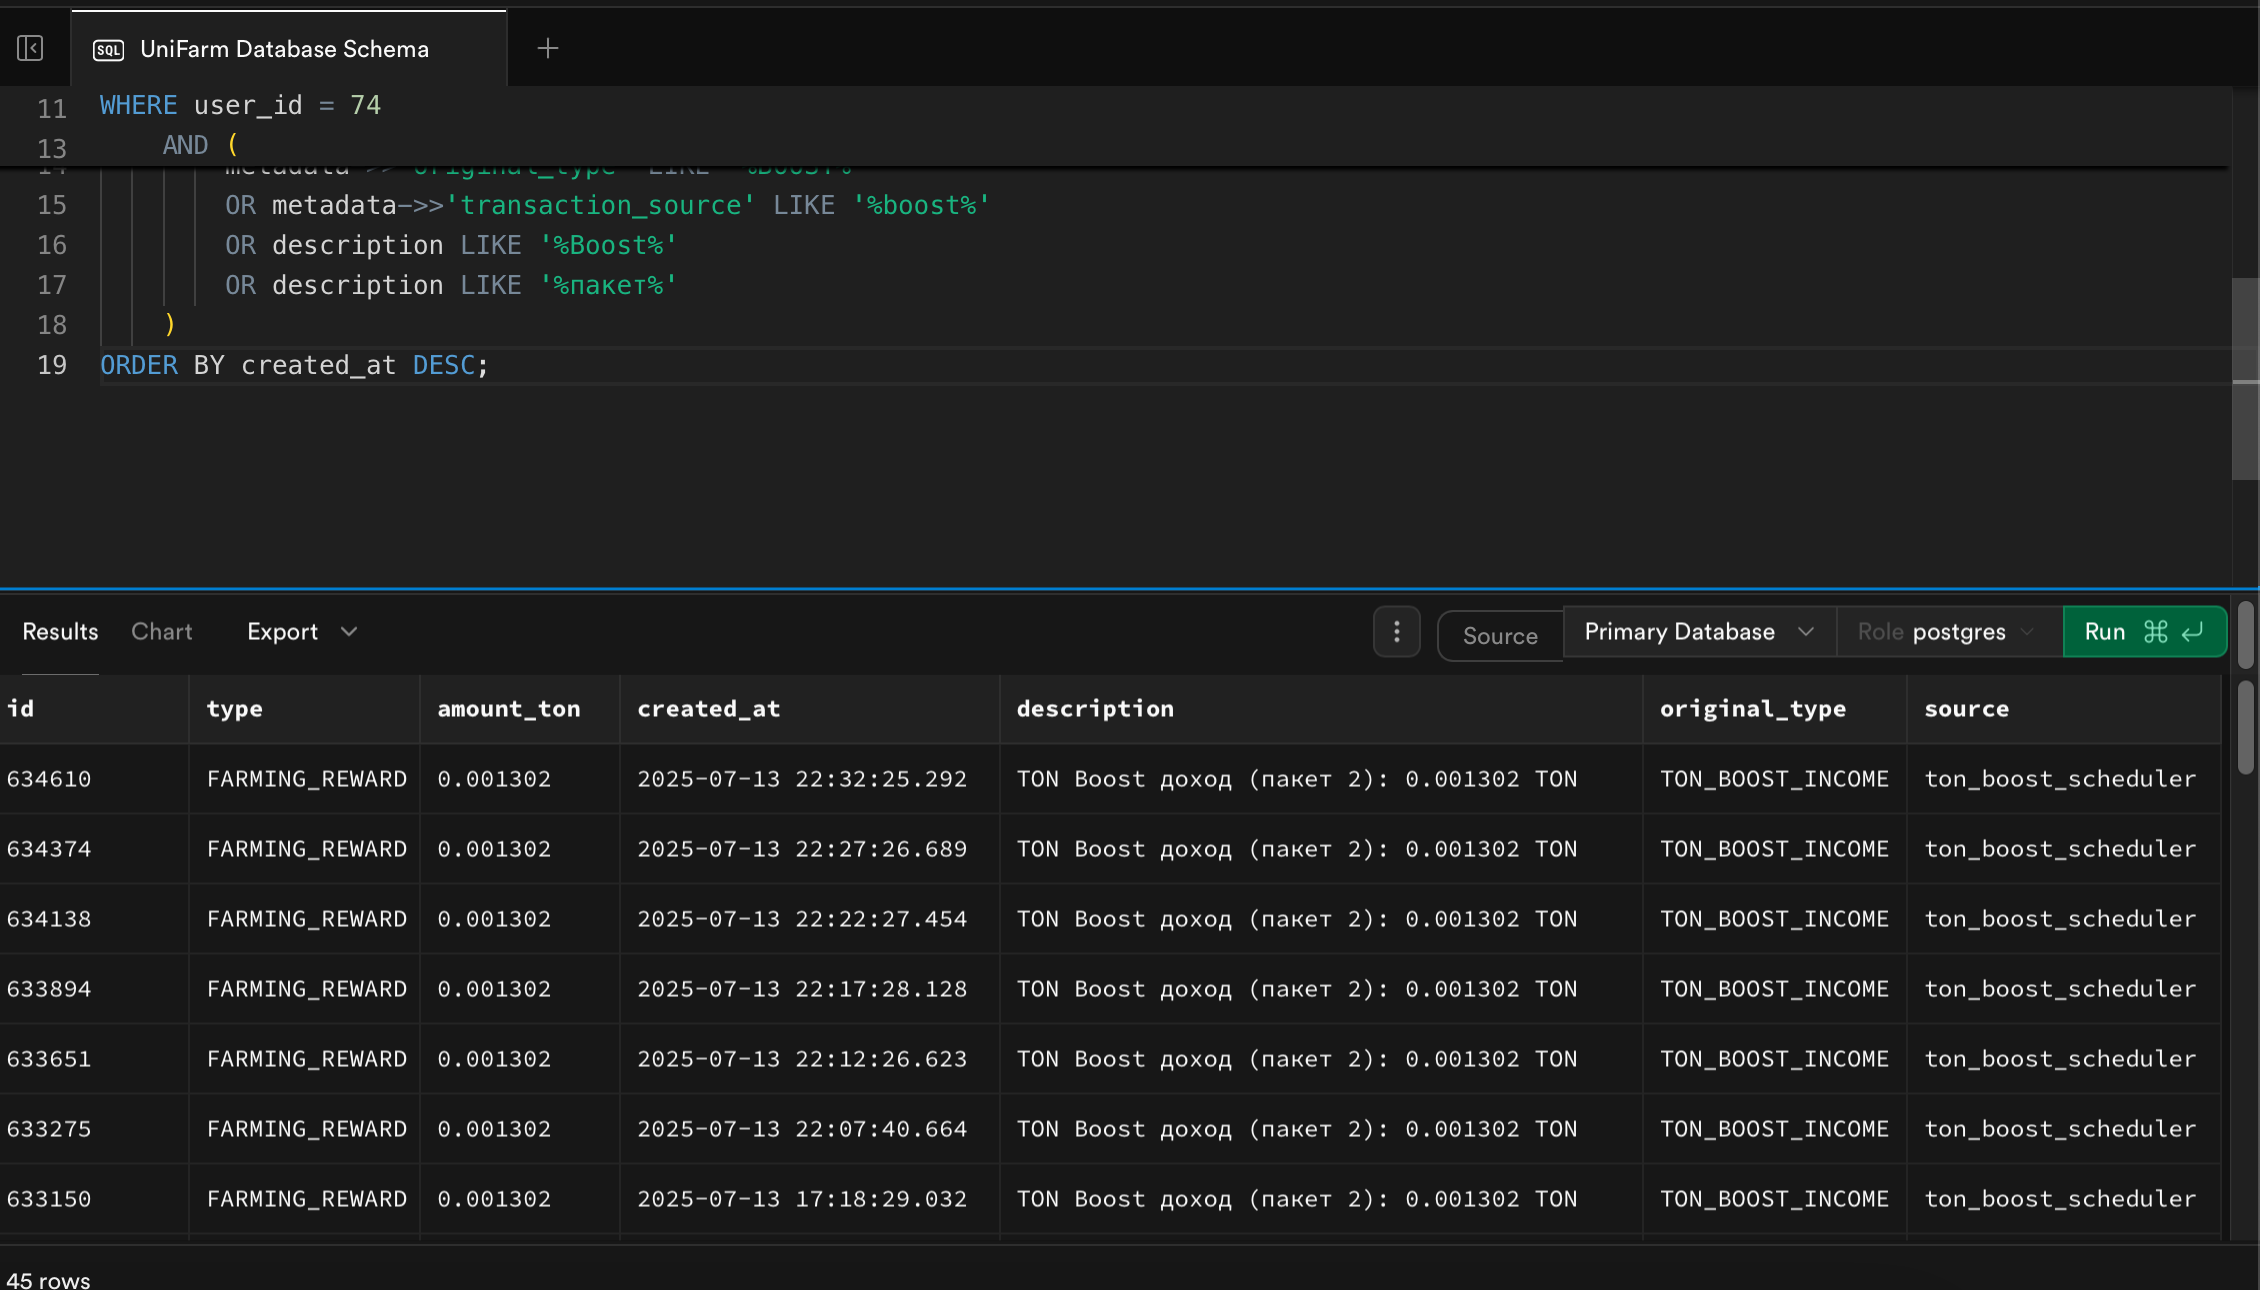 SQL UniFarm Database Schema
11 WHERE user_id = 74
13 AND (
15 OR metadata->>'transaction_source' LIKE '%boost%'
16 OR description LIKE '%Boost%'
17 OR description LIKE '%пакет%'
18 )
19 ORDER BY created_at DESC;
Results Chart Export Source Primary Database Role postgres Run ⌘ ↵
id type amount_ton created_at description original_type source
634610 FARMING_REWARD 0.001302 2025-07-13 22:32:25.292 TON Boost доход (пакет 2): 0.001302 TON TON_BOOST_INCOME ton_boost_scheduler
634374 FARMING_REWARD 0.001302 2025-07-13 22:27:26.689 TON Boost доход (пакет 2): 0.001302 TON TON_BOOST_INCOME ton_boost_scheduler
634138 FARMING_REWARD 0.001302 2025-07-13 22:22:27.454 TON Boost доход (пакет 2): 0.001302 TON TON_BOOST_INCOME ton_boost_scheduler
633894 FARMING_REWARD 0.001302 2025-07-13 22:17:28.128 TON Boost доход (пакет 2): 0.001302 TON TON_BOOST_INCOME ton_boost_scheduler
633651 FARMING_REWARD 0.001302 2025-07-13 22:12:26.623 TON Boost доход (пакет 2): 0.001302 TON TON_BOOST_INCOME ton_boost_scheduler
633275 FARMING_REWARD 0.001302 2025-07-13 22:07:40.664 TON Boost доход (пакет 2): 0.001302 TON TON_BOOST_INCOME ton_boost_scheduler
633150 FARMING_REWARD 0.001302 2025-07-13 17:18:29.032 TON Boost доход (пакет 2): 0.001302 TON TON_BOOST_INCOME ton_boost_scheduler
45 rows